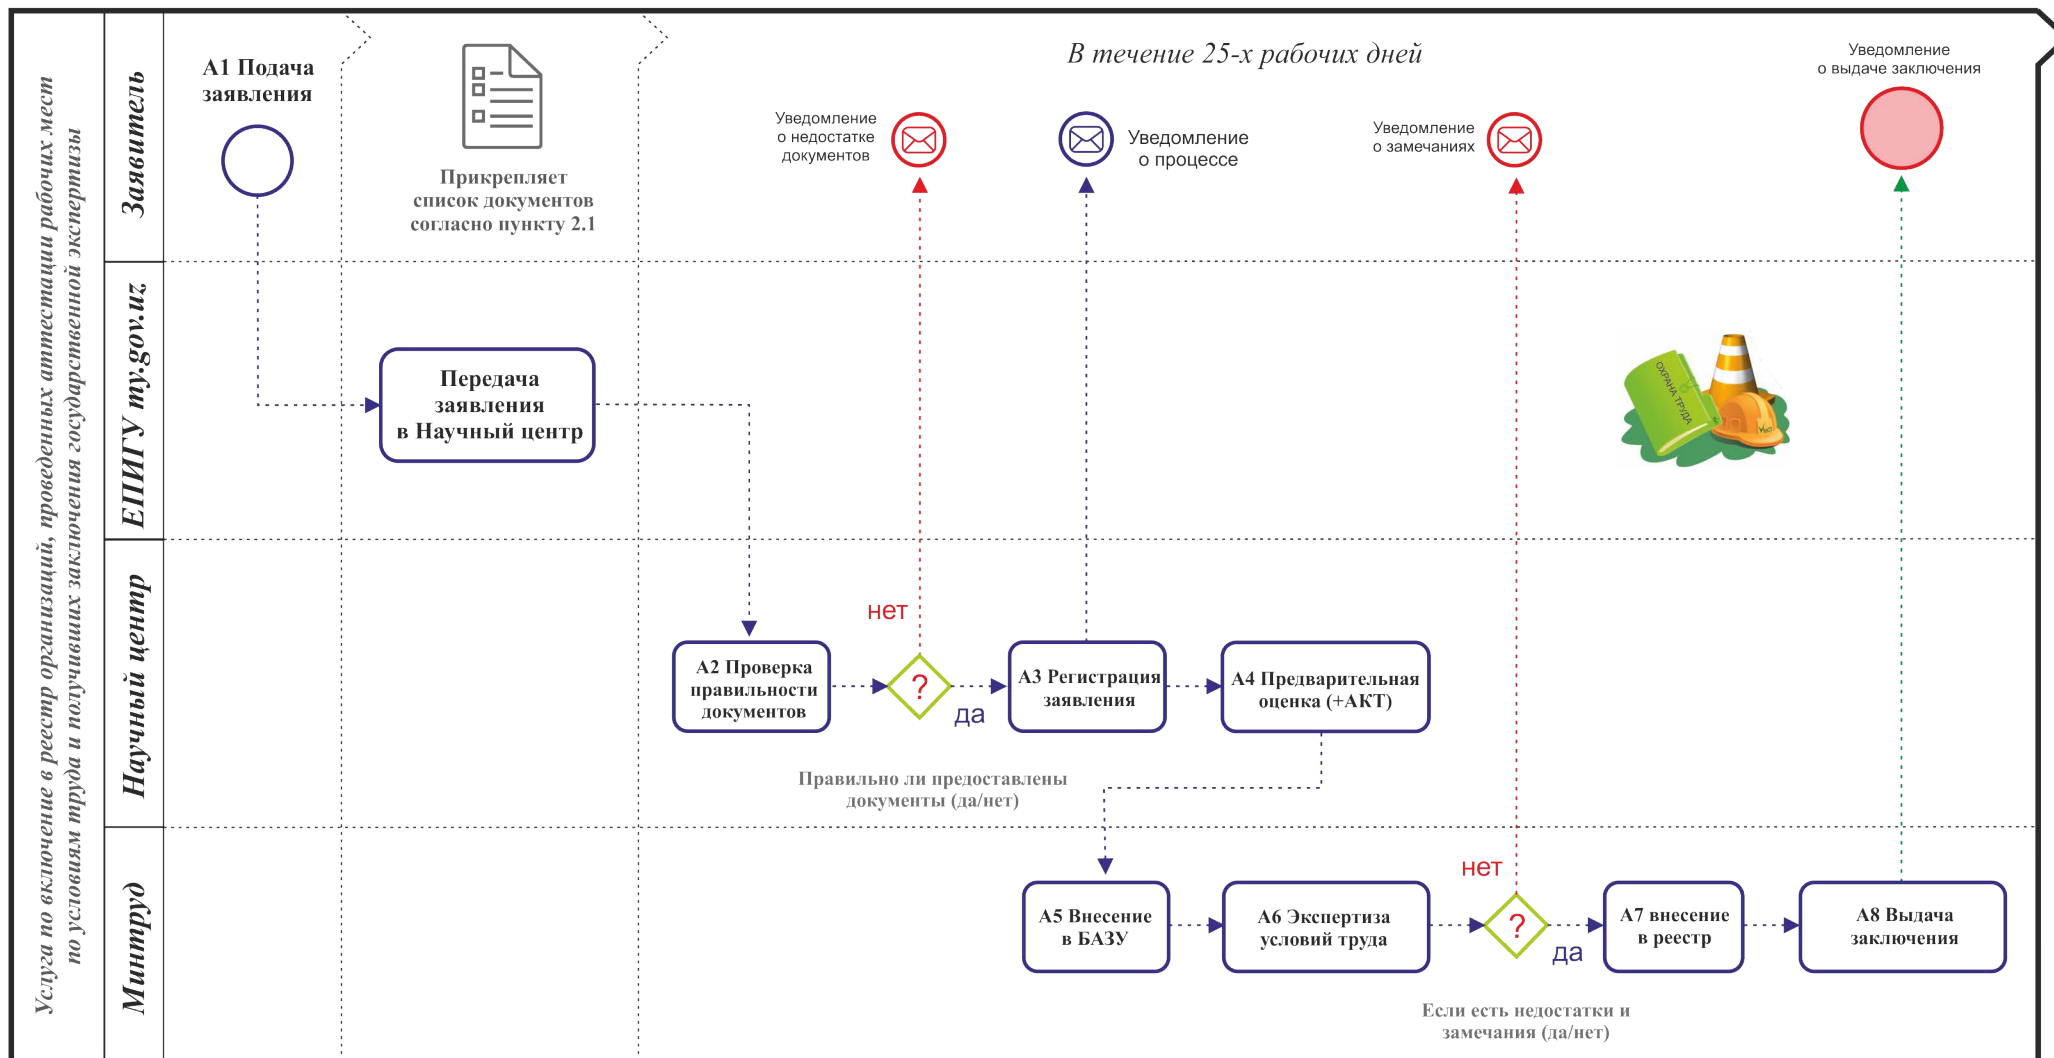 Услуга по включение в реестр организаций, проведенных аттестации рабочих мест
по условиям труда и получивших заключения государственной экспертизы
Заявитель
А1 Подача
заявления
Прикрепляет
список документов
согласно пункту 2.1
В течение 25-х рабочих дней
Уведомление
о недостатке
документов
Уведомление
о процессе
Уведомление
о замечаниях
Уведомление
о выдаче заключения
ЕПИГУ my.gov.uz
Передача
заявления
в Научный центр
ОХРАНА ТРУДА
Научный центр
А2 Проверка
правильности
документов
?
нет
да
А3 Регистрация
заявления
А4 Предварительная
оценка (+АКТ)
Правильно ли предоставлены
документы (да/нет)
Минтруд
А5 Внесение
в БАЗУ
А6 Экспертиза
условий труда
?
нет
да
А7 внесение
в реестр
А8 Выдача
заключения
Если есть недостатки и
замечания (да/нет)